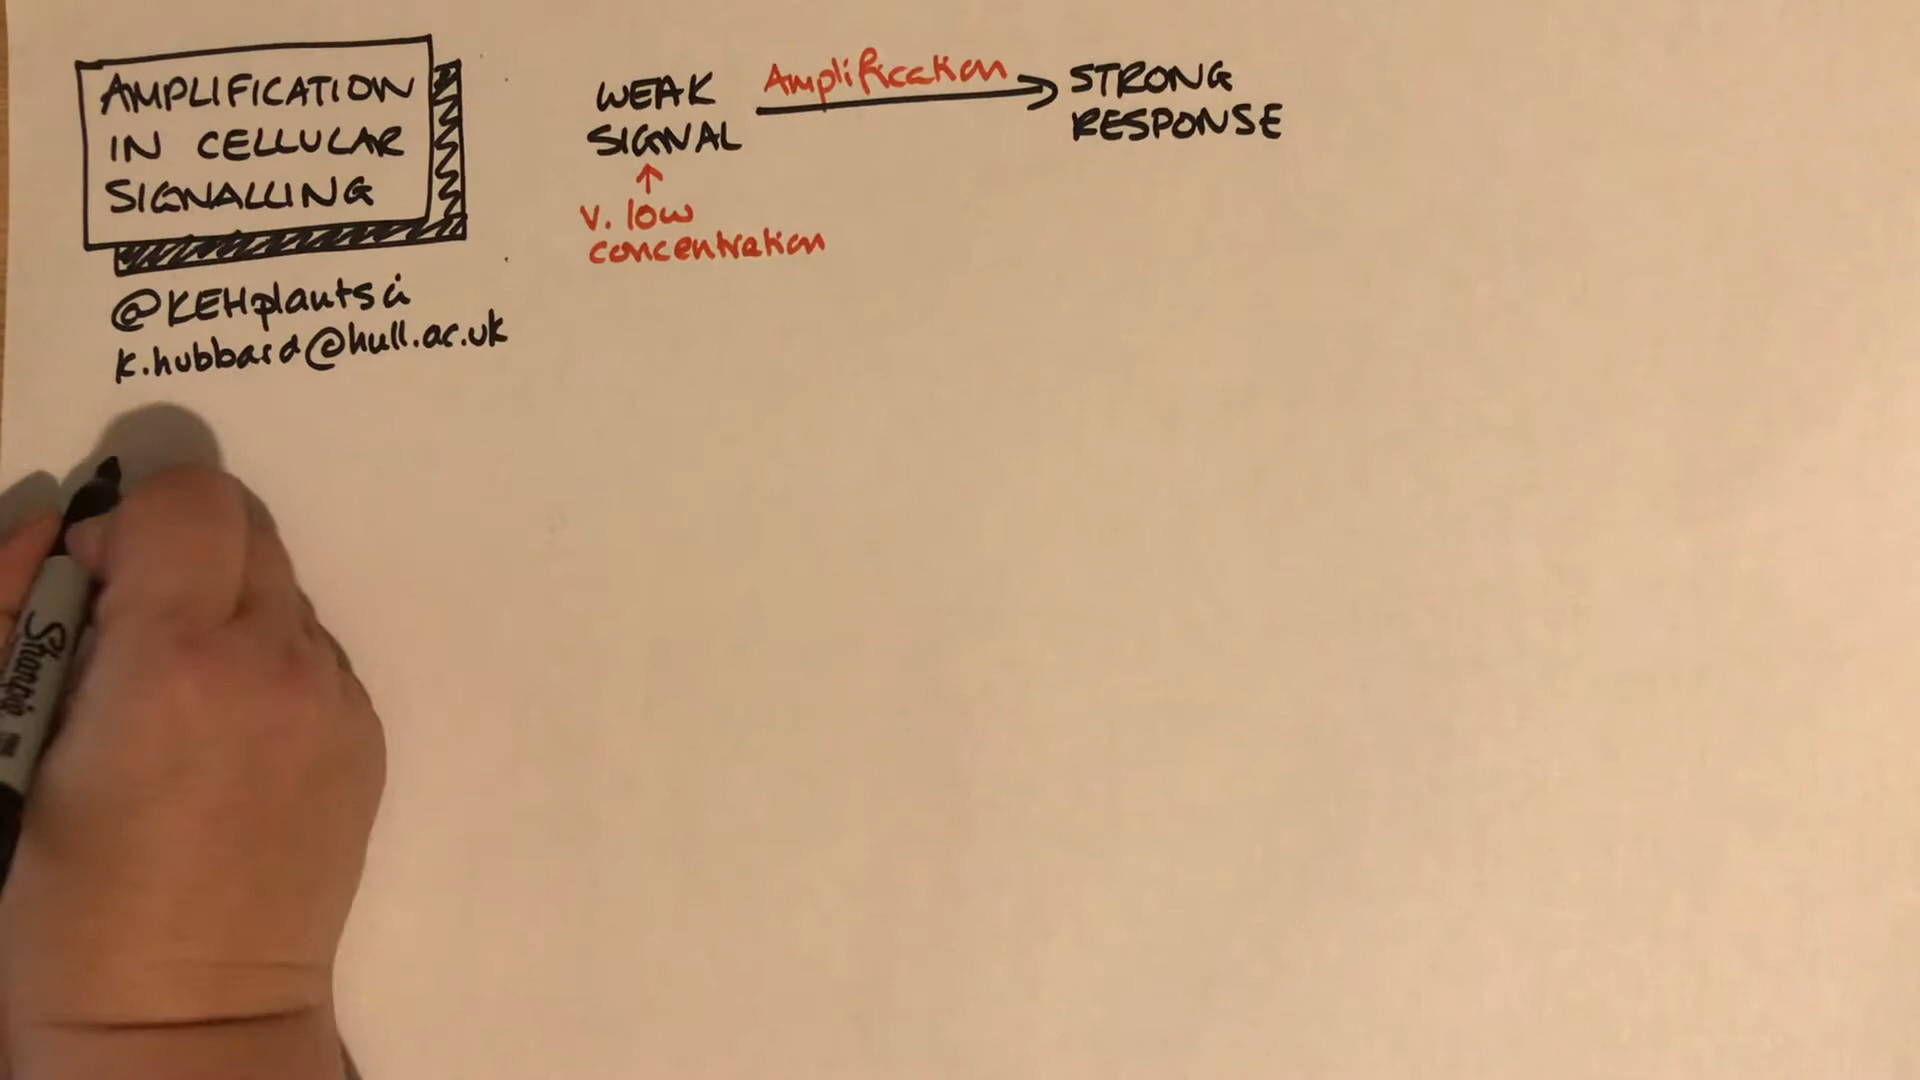 AMPLIFICATION
IN CELLULAR
SIGNALLING
@KEHplantsci
k.hubbard@hull.ac.uk
WEAK
SIGNAL
Amplification
STRONG
RESPONSE
v. low
concentration
Sharpie